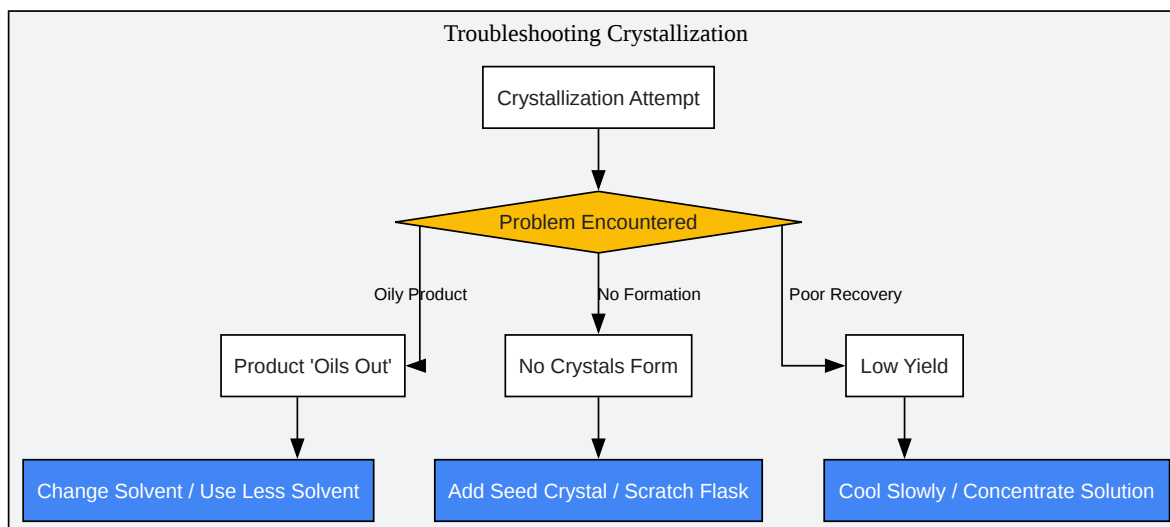 Troubleshooting Crystallization
Crystallization Attempt
Problem Encountered
Oily Product
No Formation
Poor Recovery
Product 'Oils Out'
No Crystals Form
Low Yield
Change Solvent / Use Less Solvent
Add Seed Crystal / Scratch Flask
Cool Slowly / Concentrate Solution